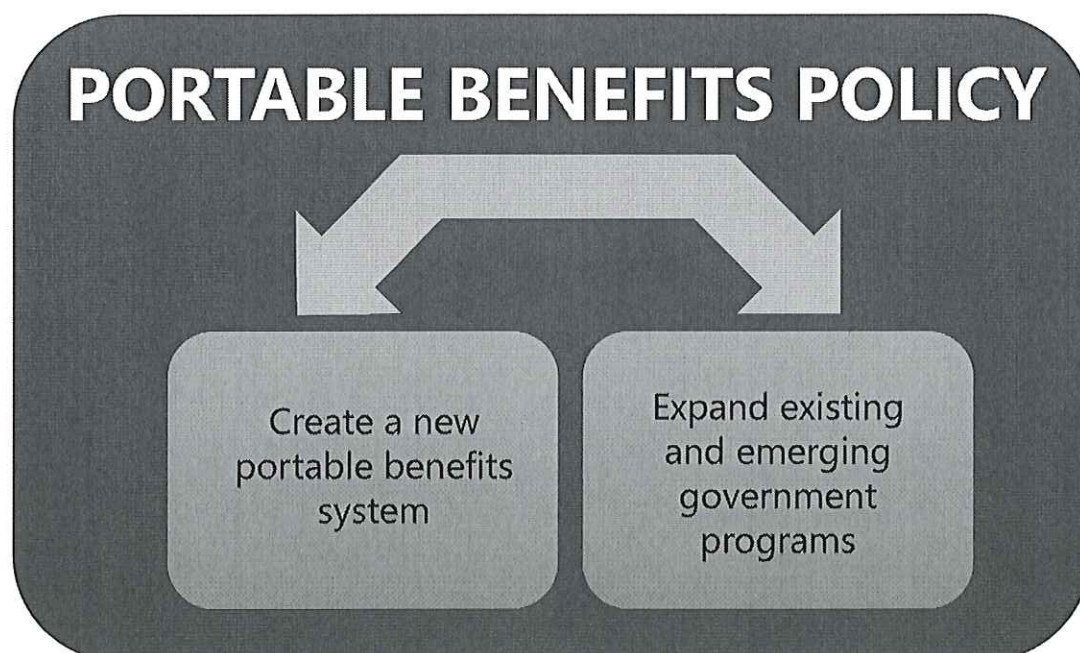 PORTABLE BENEFITS POLICY
Create a new
portable benefits
system
Expand existing
and emerging
government
programs